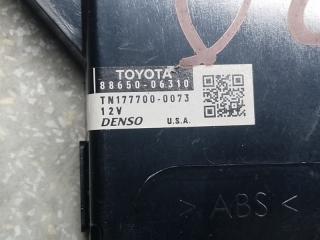 TOYOTA
88650-06310
TN177700-0073
12V
DENSO U.S.A.
> ABS <